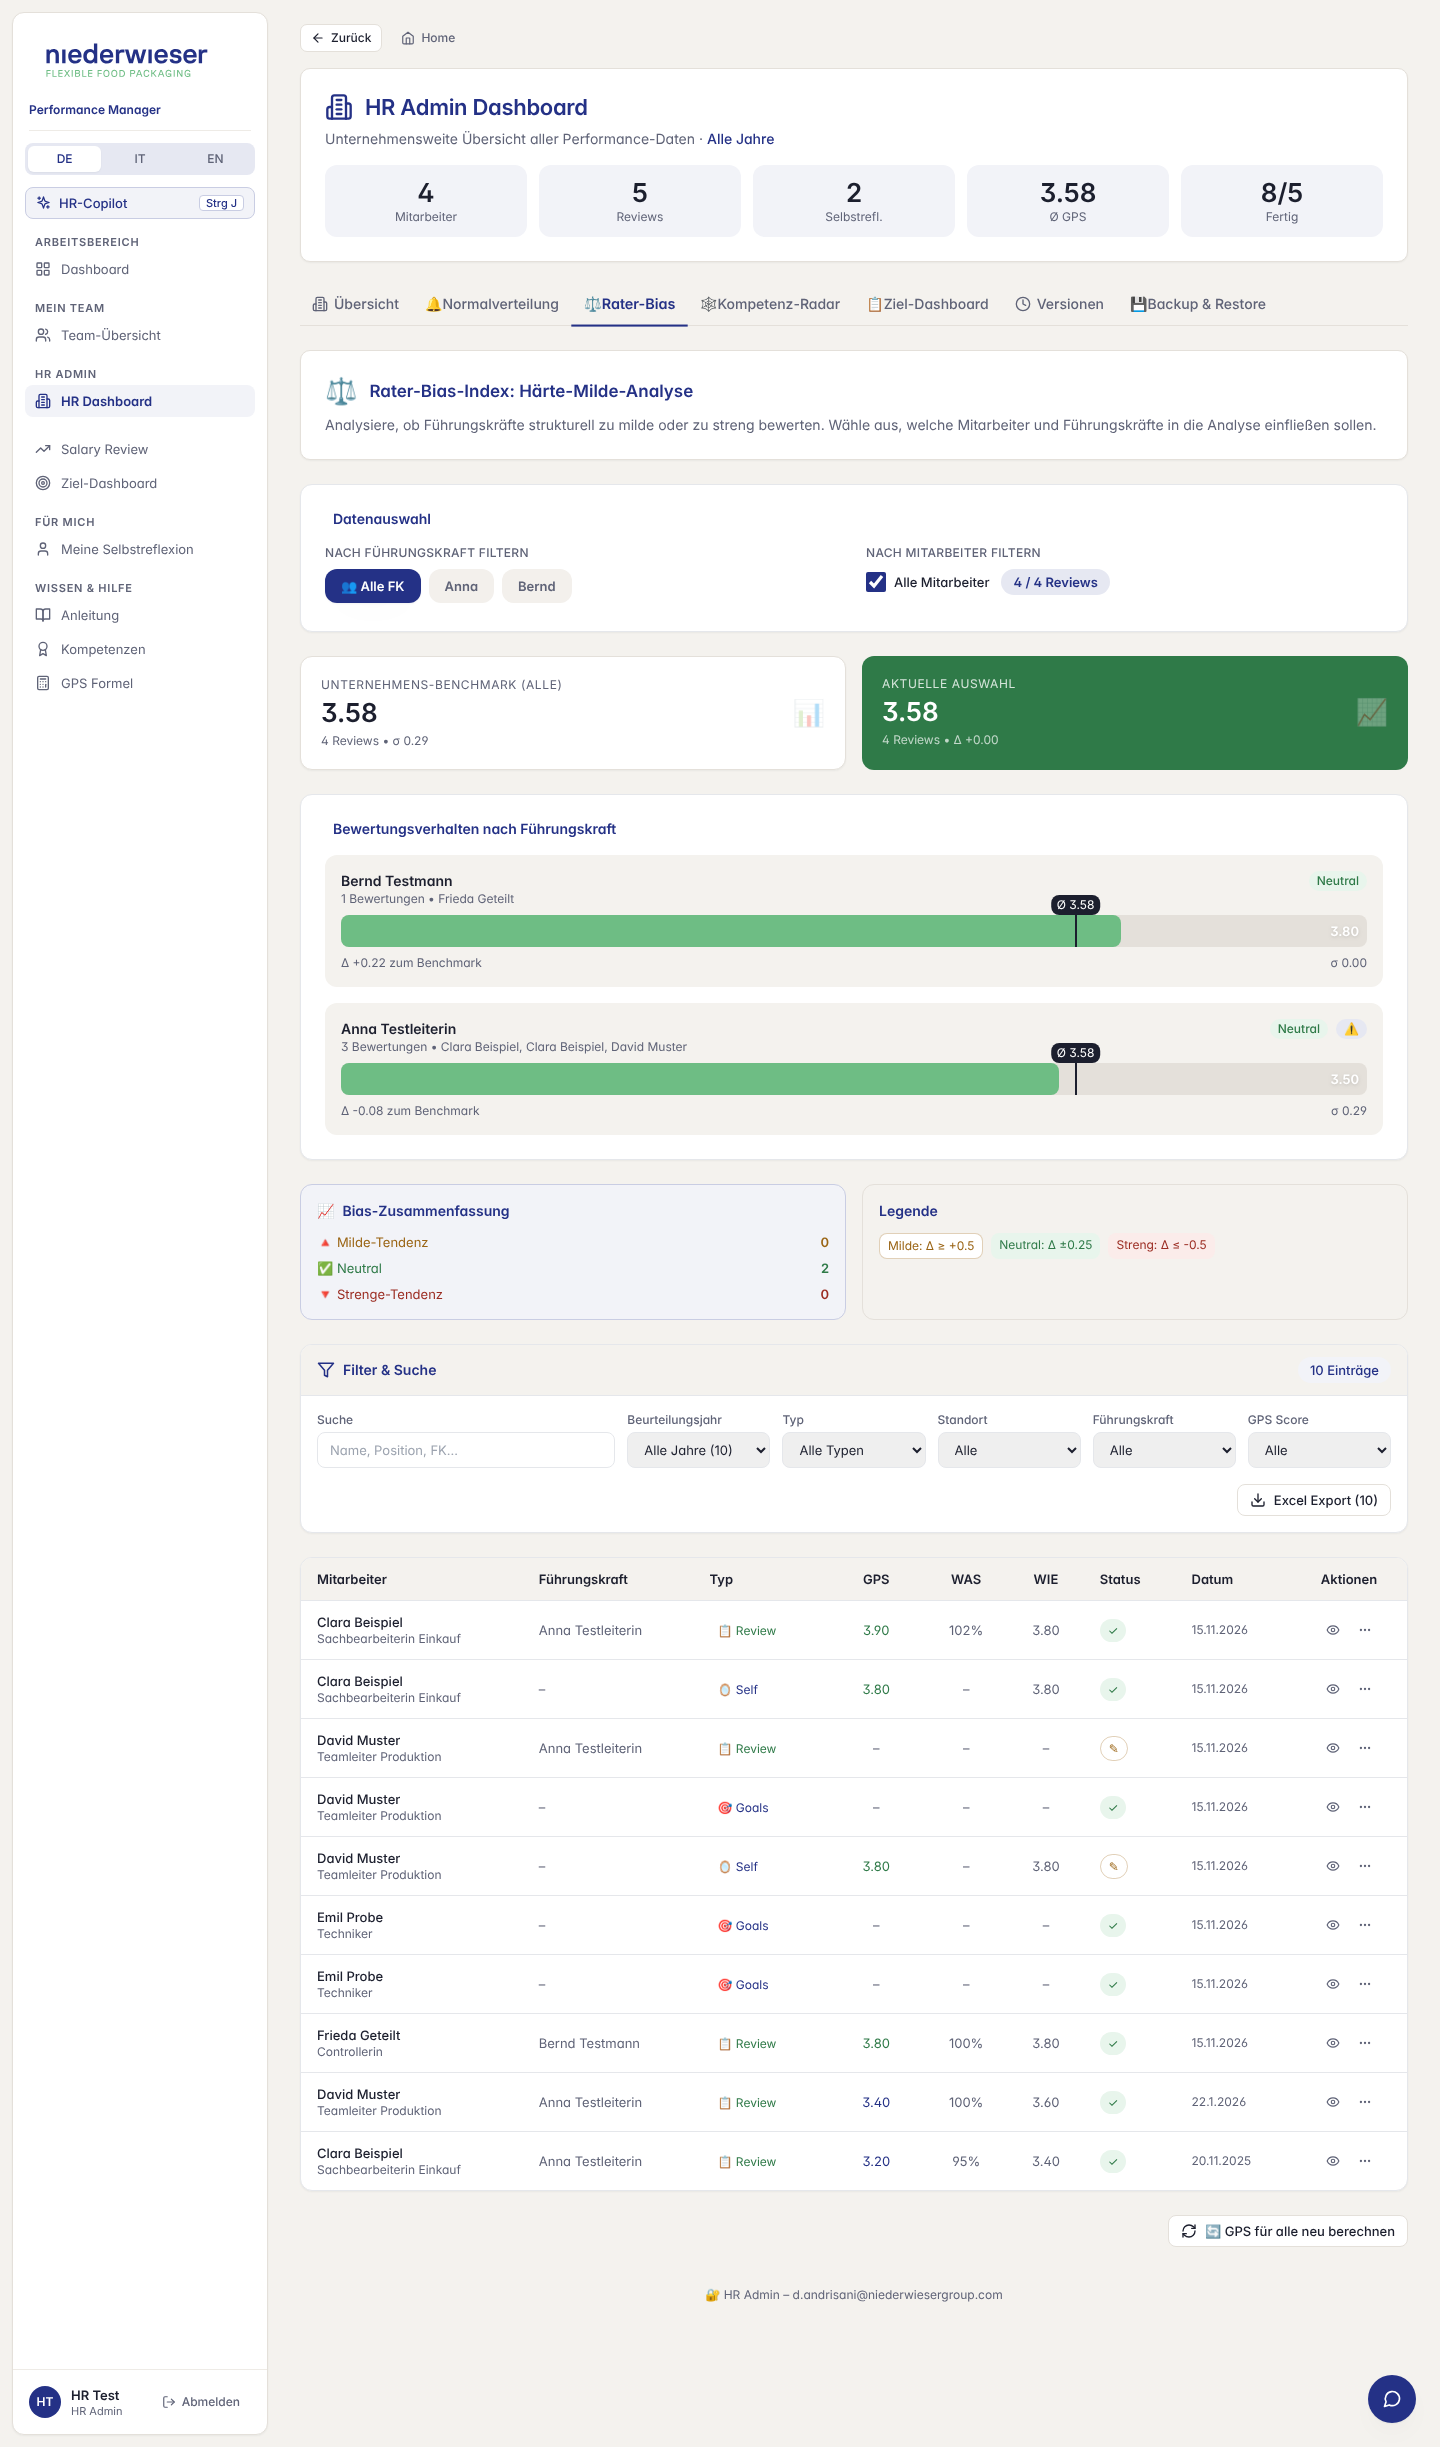 niederwieser
FLEXIBLE FOOD PACKAGING
Performance Manager
DE IT EN
HR-Copilot Strg J
ARBEITSBEREICH
Dashboard
MEIN TEAM
Team-Übersicht
HR ADMIN
HR Dashboard
Salary Review
Ziel-Dashboard
FÜR MICH
Meine Selbstreflexion
WISSEN & HILFE
Anleitung
Kompetenzen
GPS Formel
HT HR Test
HR Admin
Abmelden
Zurück Home
HR Admin Dashboard
Unternehmensweite Übersicht aller Performance-Daten · Alle Jahre
4 5 2 3.58 8/5
Mitarbeiter Reviews Selbstrefl. Ø GPS Fertig
Übersicht 🔔Normalverteilung ⚖️Rater-Bias 🕸️Kompetenz-Radar 📋Ziel-Dashboard Versionen 💾Backup & Restore
⚖️ Rater-Bias-Index: Härte-Milde-Analyse
Analysiere, ob Führungskräfte strukturell zu milde oder zu streng bewerten. Wähle aus, welche Mitarbeiter und Führungskräfte in die Analyse einfließen sollen.
Datenauswahl
NACH FÜHRUNGSKRAFT FILTERN
👥 Alle FK Anna Bernd
NACH MITARBEITER FILTERN
Alle Mitarbeiter 4 / 4 Reviews
UNTERNEHMENS-BENCHMARK (ALLE)
3.58
4 Reviews • σ 0.29
AKTUELLE AUSWAHL
3.58
4 Reviews • Δ +0.00
Bewertungsverhalten nach Führungskraft
Bernd Testmann Neutral
1 Bewertungen • Frieda Geteilt
Ø 3.58
3.80
Δ +0.22 zum Benchmark σ 0.00
Anna Testleiterin Neutral ⚠️
3 Bewertungen • Clara Beispiel, Clara Beispiel, David Muster
Ø 3.58
3.50
Δ -0.08 zum Benchmark σ 0.29
📈 Bias-Zusammenfassung
🔺 Milde-Tendenz 0
✅ Neutral 2
🔻 Strenge-Tendenz 0
Legende
Milde: Δ ≥ +0.5 Neutral: Δ ±0.25 Streng: Δ ≤ -0.5
Filter & Suche 10 Einträge
Suche Beurteilungsjahr Typ Standort Führungskraft GPS Score
Name, Position, FK... Alle Jahre (10) Alle Typen Alle Alle Alle
Excel Export (10)
Mitarbeiter Führungskraft Typ GPS WAS WIE Status Datum Aktionen
Clara Beispiel
Sachbearbeiterin Einkauf
Anna Testleiterin 📋 Review 3.90 102% 3.80 ✓ 15.11.2026 ···
Clara Beispiel
Sachbearbeiterin Einkauf
– 🪞 Self 3.80 – 3.80 ✓ 15.11.2026 ···
David Muster
Teamleiter Produktion
Anna Testleiterin 📋 Review – – – ✎ 15.11.2026 ···
David Muster
Teamleiter Produktion
– 🎯 Goals – – – ✓ 15.11.2026 ···
David Muster
Teamleiter Produktion
– 🪞 Self 3.80 – 3.80 ✎ 15.11.2026 ···
Emil Probe
Techniker
– 🎯 Goals – – – ✓ 15.11.2026 ···
Emil Probe
Techniker
– 🎯 Goals – – – ✓ 15.11.2026 ···
Frieda Geteilt
Controllerin
Bernd Testmann 📋 Review 3.80 100% 3.80 ✓ 15.11.2026 ···
David Muster
Teamleiter Produktion
Anna Testleiterin 📋 Review 3.40 100% 3.60 ✓ 22.1.2026 ···
Clara Beispiel
Sachbearbeiterin Einkauf
Anna Testleiterin 📋 Review 3.20 95% 3.40 ✓ 20.11.2025 ···
🔄 GPS für alle neu berechnen
🔐 HR Admin – d.andrisani@niederwiesergroup.com